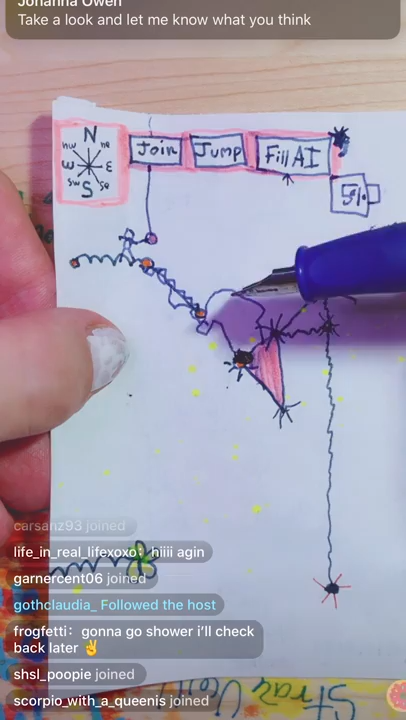 Johanna Owen
Take a look and let me know what you think
N
nw ne
W E
sw se
S
Join
Jump
Fill AI
5%
carsanz93 joined
life_in_real_lifexoxo: hiiii agin
garnercent06 joined
gothclaudia_ Followed the host
frogfetti: gonna go shower i'll check
back later ✌️
shsl_poopie joined
scorpio_with_a_queenis joined